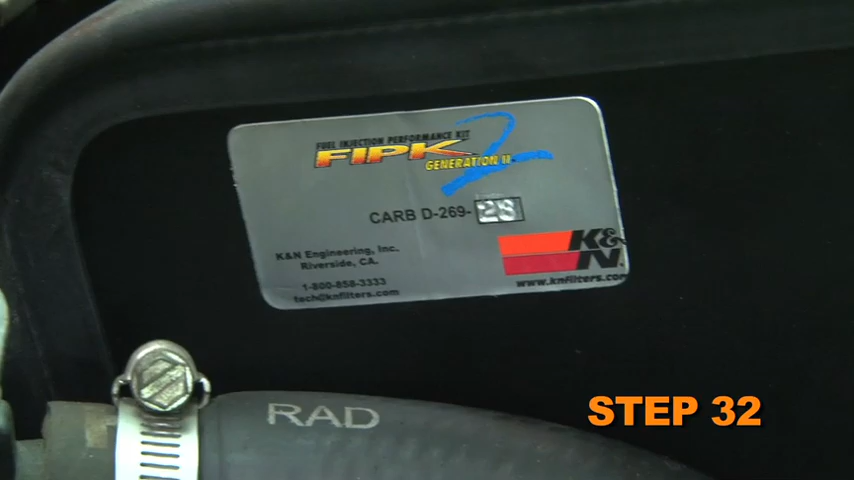 FUEL INJECTION PERFORMANCE KIT
FIPK 2
GENERATION II
CARB D-269-28
K&N Engineering, Inc.
Riverside, CA.
1-800-858-3333
tech@knfilters.com
K&N.
www.knfilters.com
RAD
STEP 32